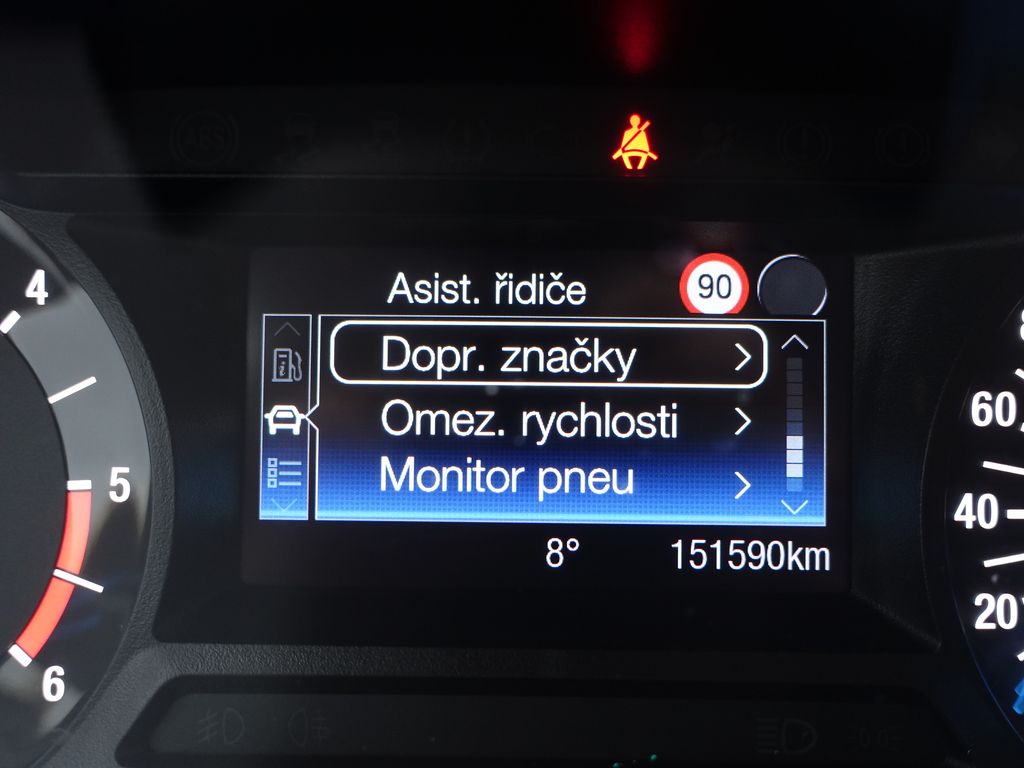 Asist. řidiče
90
Dopr. značky
Omez. rychlosti
Monitor pneu
8°
151590km
4
5
6
60
40
20